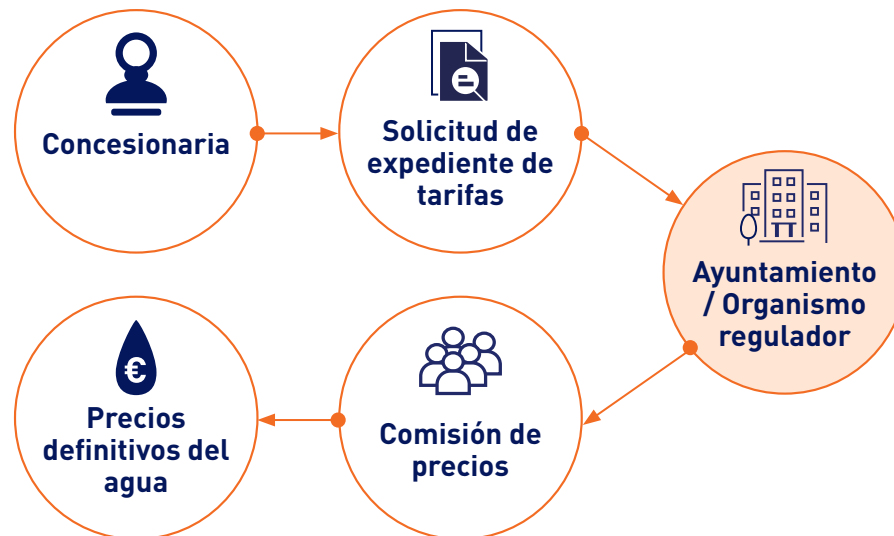 Concesionaria
Solicitud de
expediente de
tarifas
Ayuntamiento
/ Organismo
regulador
Comisión de
precios
€
Precios
definitivos del
agua